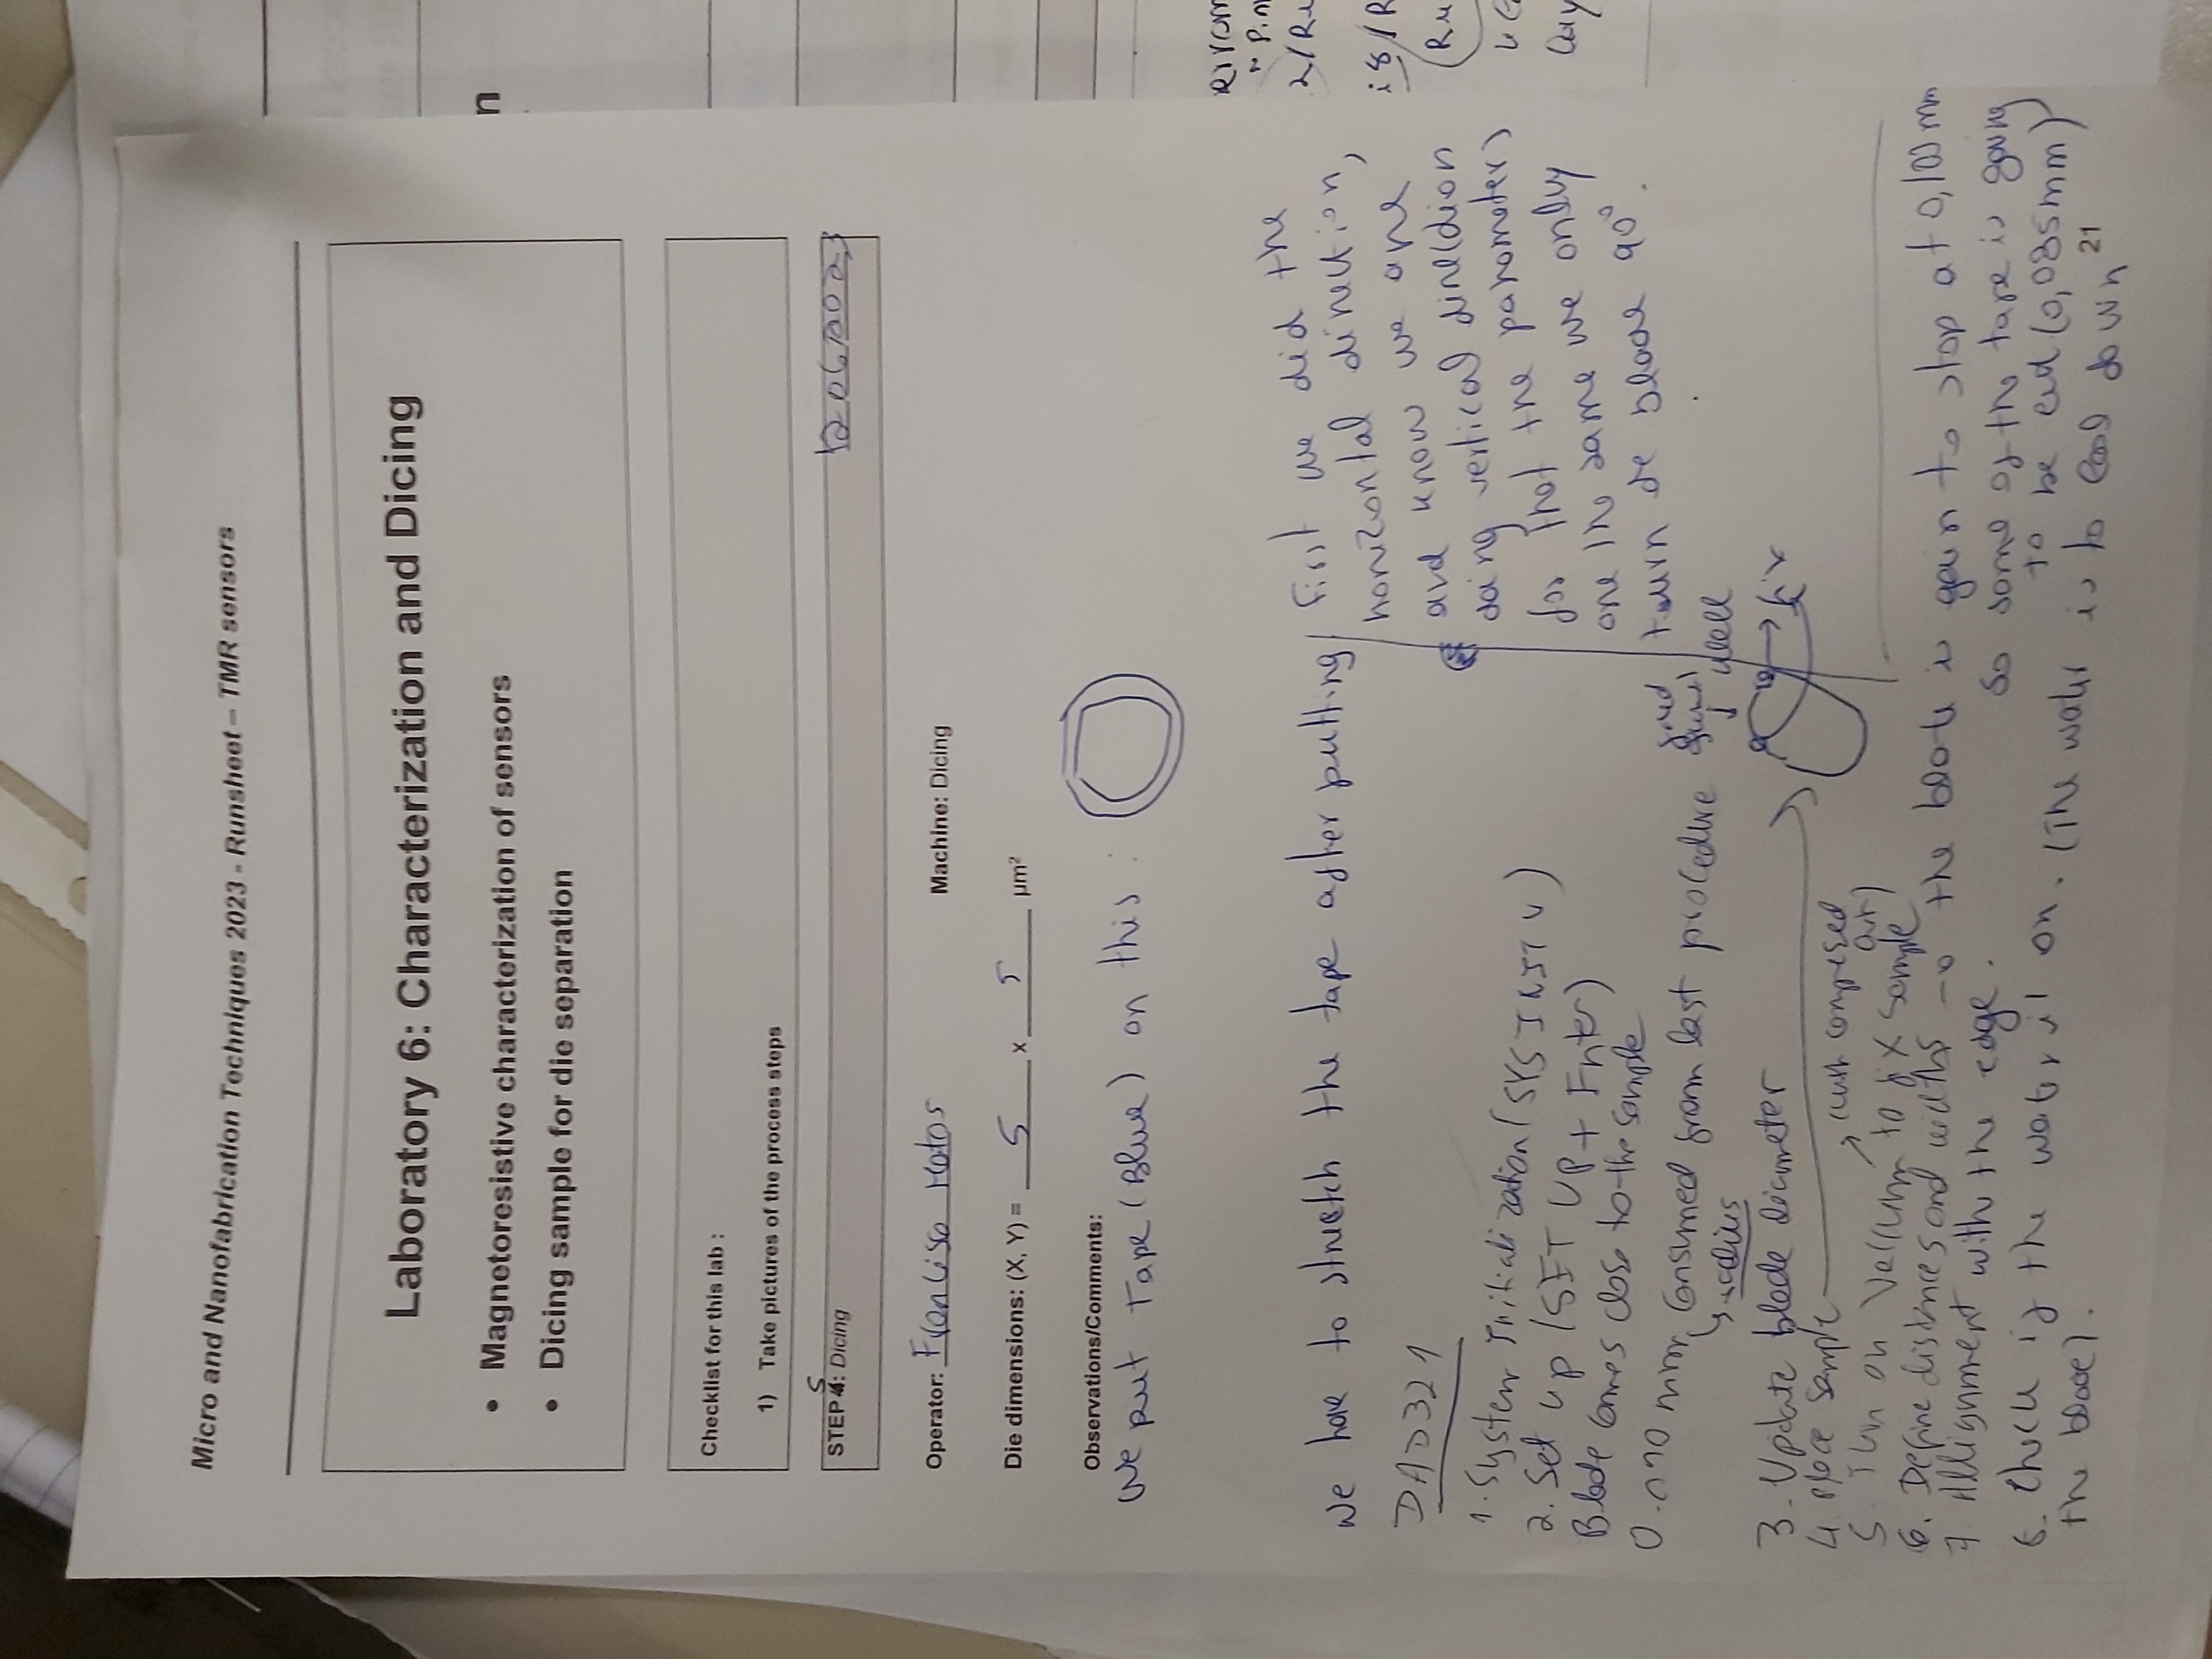 Micro and Nanofabrication Techniques 2023 - Runsheet – TMR sensors
Laboratory 6: Characterization and Dicing
• Magnetoresistive characterization of sensors
• Dicing sample for die separation
Checklist for this lab :
1) Take pictures of the process steps
5
STEP 4: Dicing
12062023
Operator: Francisco Matos
Machine: Dicing
Die dimensions: (X, Y) = 5 x 5 µm²
Observations/Comments:
We put Tape (Blue) on this :
We have to stretch the tape after putting
DAD321
1. System Initialization (SYS INIT
2. Set up (SET UP + Enter)
Blade comes close to the sample
mm consumed from last procedure
↳ radius
3. Update blade diameter
4. place sample
5. Turn on Vacuum to fix sample
(with compressed
air)
6. Define distances and widths → the blade is goin to stop at 0,100 mm
so some of the tape is going
to be cut (0,085mm)
7 Allignment with the edge.
8. Check if the water is on. (The water is to cool down
the blade).
First we did the
horizontal direction,
and know we are
doing vertical direction
for that the parameters
are the same we only
turn de blade 90°.
fix
21
n
2/Ru
i8/R
(Ru